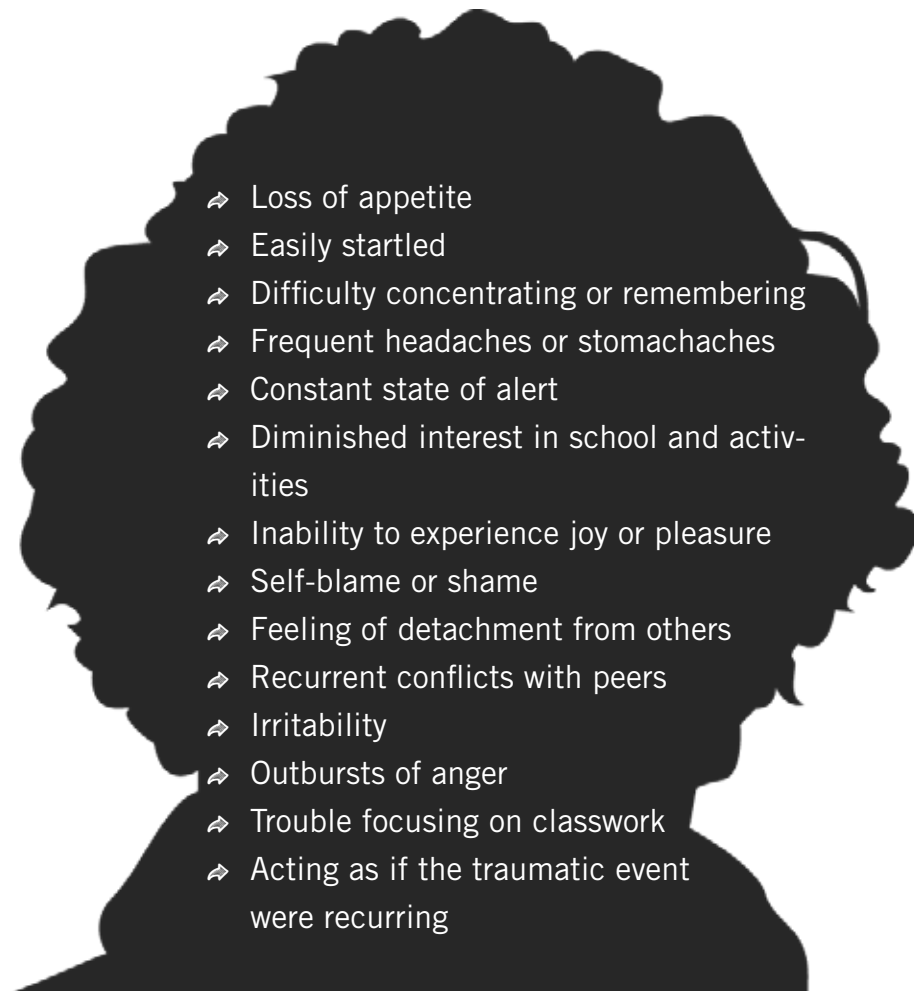 Loss of appetite
Easily startled
Difficulty concentrating or remembering
Frequent headaches or stomachaches
Constant state of alert
Diminished interest in school and activ-
ities
Inability to experience joy or pleasure
Self-blame or shame
Feeling of detachment from others
Recurrent conflicts with peers
Irritability
Outbursts of anger
Trouble focusing on classwork
Acting as if the traumatic event
were recurring